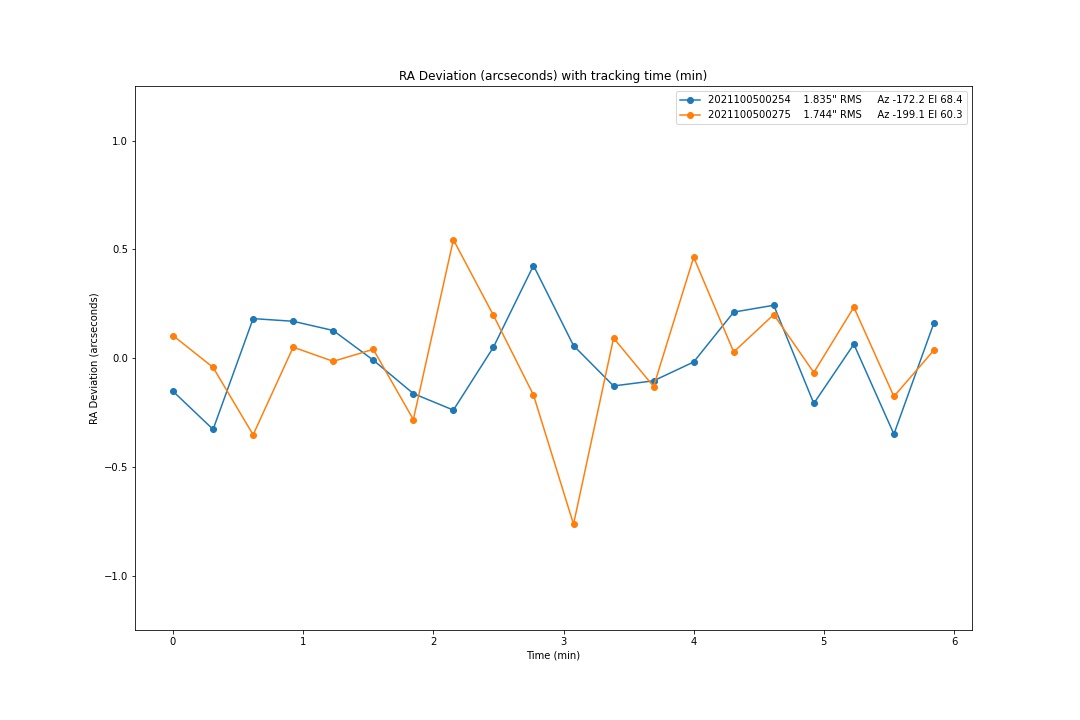 RA Deviation (arcseconds) with tracking time (min)
2021100500254 1.835" RMS Az -172.2 El 68.4
2021100500275 1.744" RMS Az -199.1 El 60.3
RA Deviation (arcseconds)
1.0
0.5
0.0
−0.5
−1.0
0 1 2 3 4 5 6
Time (min)